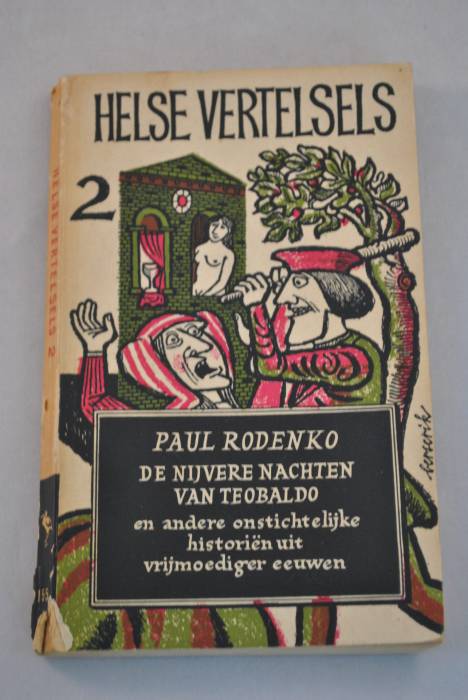 HELSE VERTELSELS
2
PAUL RODENKO
DE NIJVERE NACHTEN
VAN TEOBALDO
en andere onstichtelijke
historiën uit
vrijmoediger eeuwen
HELSE VERTELSELS 2